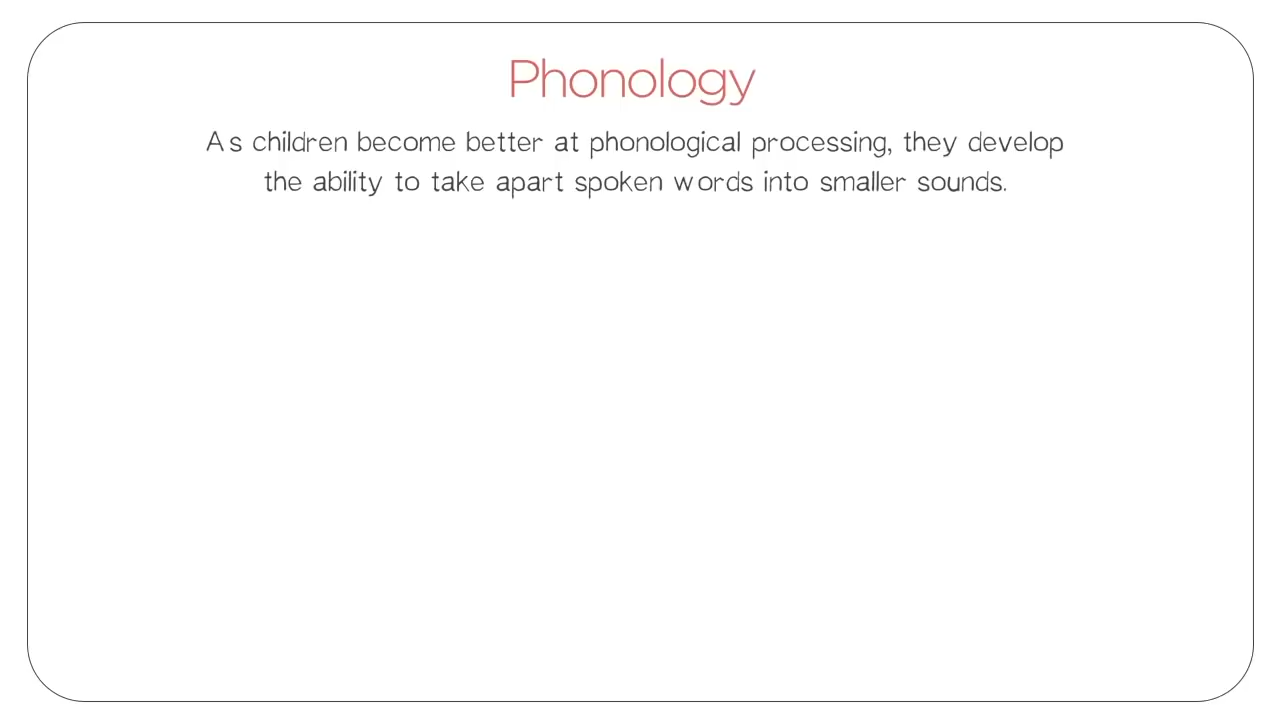 Phonology
As children become better at phonological processing, they develop
the ability to take apart spoken words into smaller sounds.